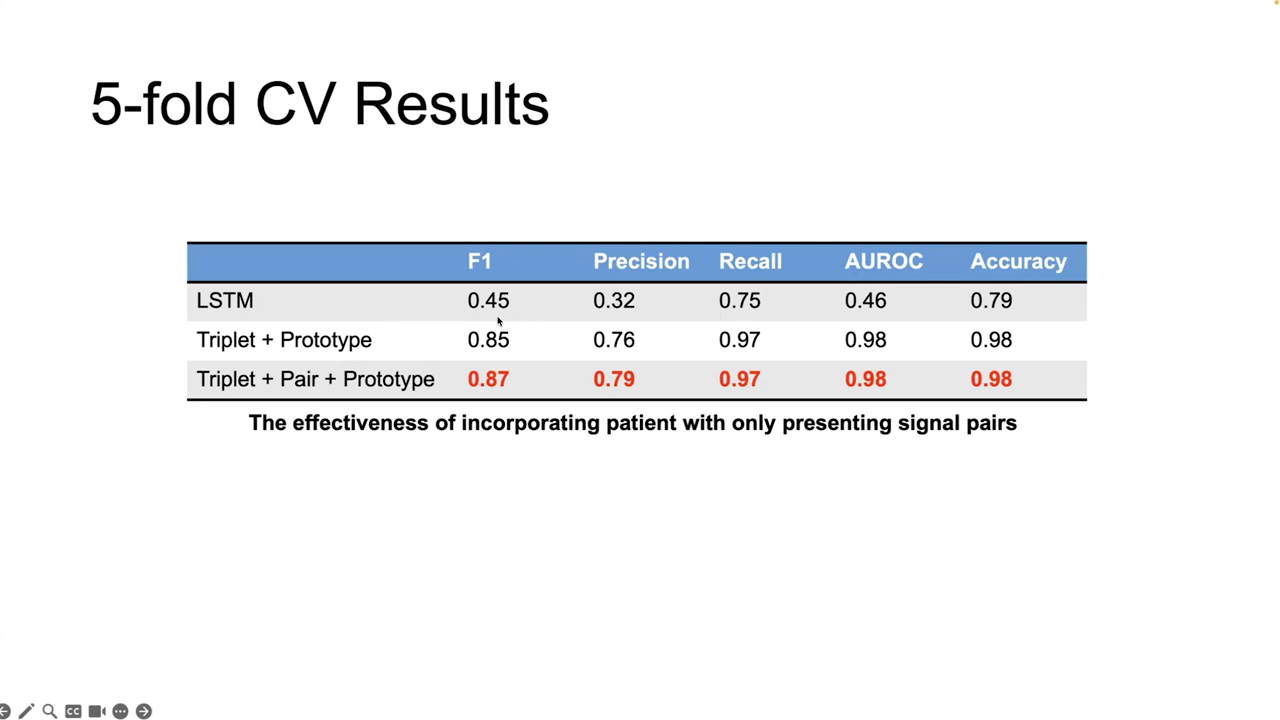 5-fold CV Results
F1 Precision Recall AUROC Accuracy
LSTM 0.45 0.32 0.75 0.46 0.79
Triplet + Prototype 0.85 0.76 0.97 0.98 0.98
Triplet + Pair + Prototype 0.87 0.79 0.97 0.98 0.98
The effectiveness of incorporating patient with only presenting signal pairs
CC